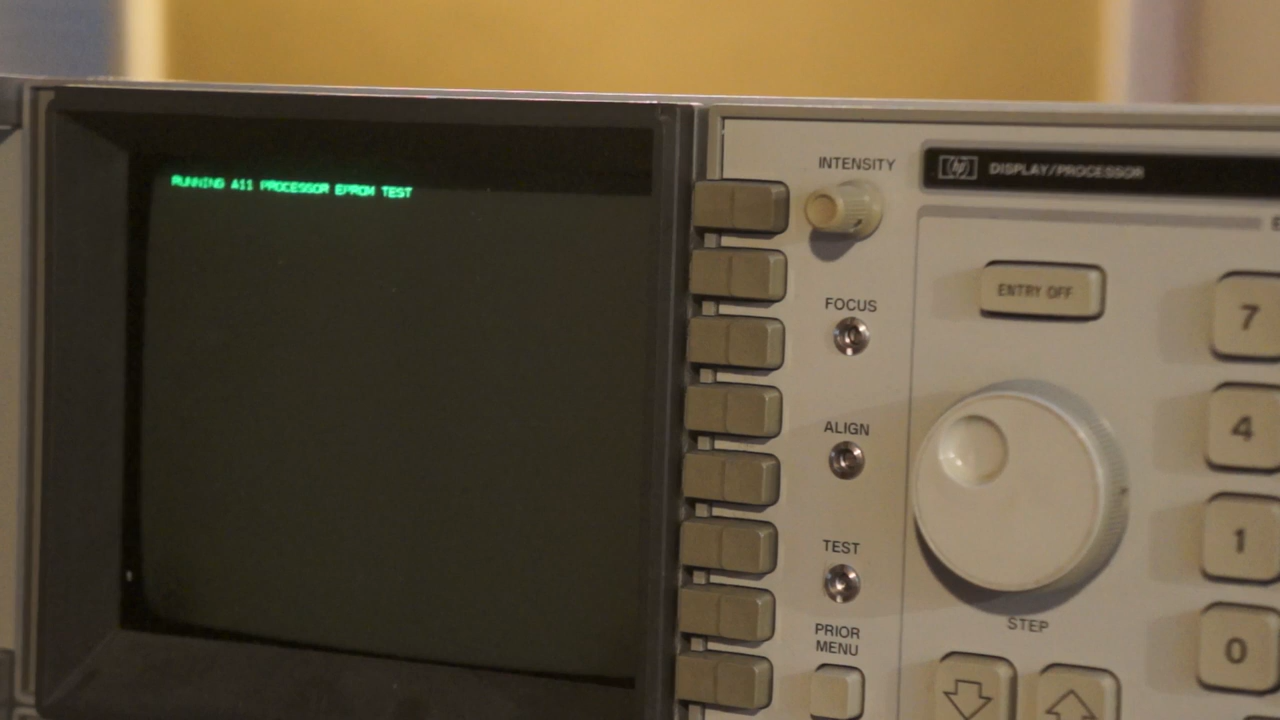 RUNNING A11 PROCESSOR EPROM TEST
INTENSITY
hp DISPLAY/PROCESSOR
ENTRY OFF
7
FOCUS
4
ALIGN
1
TEST
STEP
PRIOR
MENU
0